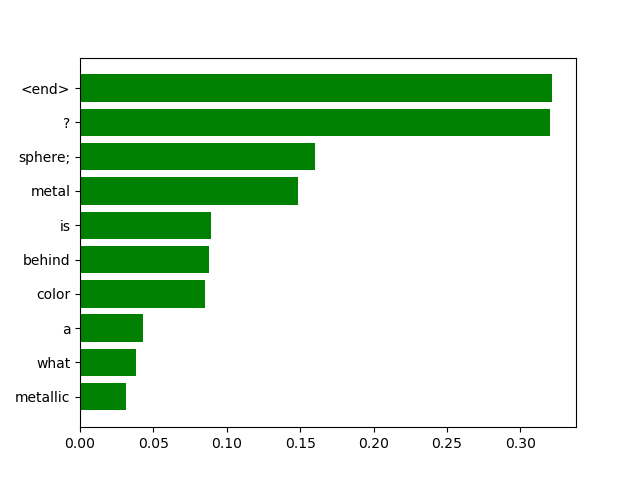 <end>
?
sphere;
metal
is
behind
color
a
what
metallic
0.00 0.05 0.10 0.15 0.20 0.25 0.30